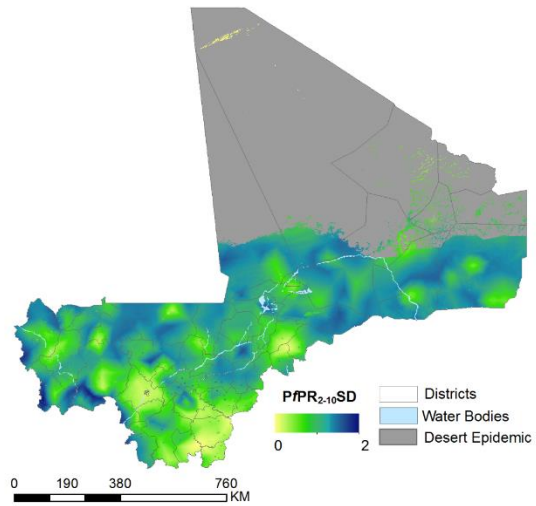 PfPR2-10SD
0 2
Districts
Water Bodies
Desert Epidemic
0 190 380 760
KM